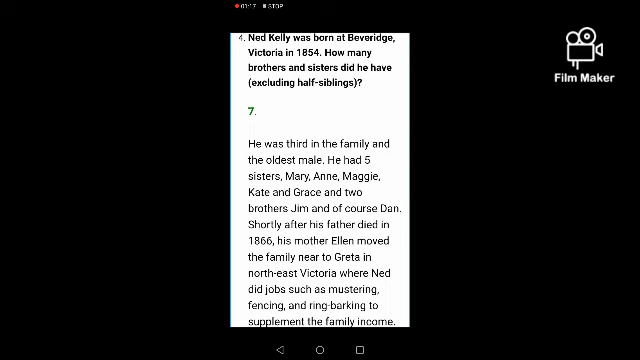 01:17 STOP
4. Ned Kelly was born at Beveridge,
Victoria in 1854. How many
brothers and sisters did he have
(excluding half-siblings)?
7.
He was third in the family and
the oldest male. He had 5
sisters, Mary, Anne, Maggie,
Kate and Grace and two
brothers Jim and of course Dan.
Shortly after his father died in
1866, his mother Ellen moved
the family near to Greta in
north-east Victoria where Ned
did jobs such as mustering,
fencing, and ring-barking to
supplement the family income.
Film Maker